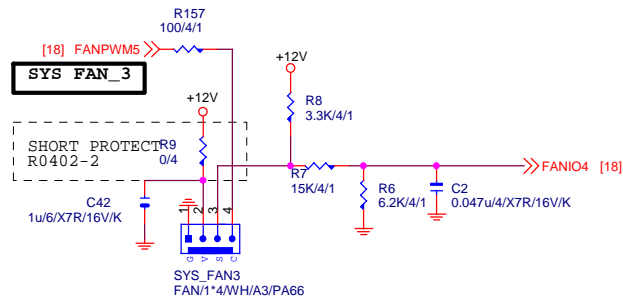 R157
100/4/1
[18] FANPWM5
SYS FAN_3
+12V
+12V
R8
3.3K/4/1
SHORT PROTECT
R0402-2
R9
0/4
R7
15K/4/1
FANIO4 [18]
R6
6.2K/4/1
C2
0.047u/4/X7R/16V/K
C42
1u/6/X7R/16V/K
1
2
3
4
G
V
S
C
SYS_FAN3
FAN/1*4/WH/A3/PA66